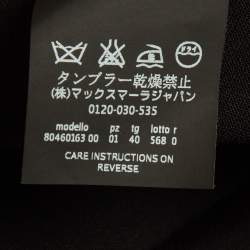 ドライ
タンブラー乾燥禁止
㈱マックスマーラジャパン
0120-030-535
modello pz tg lotto r
80460163 00 01 40 568 0
CARE INSTRUCTIONS ON
REVERSE